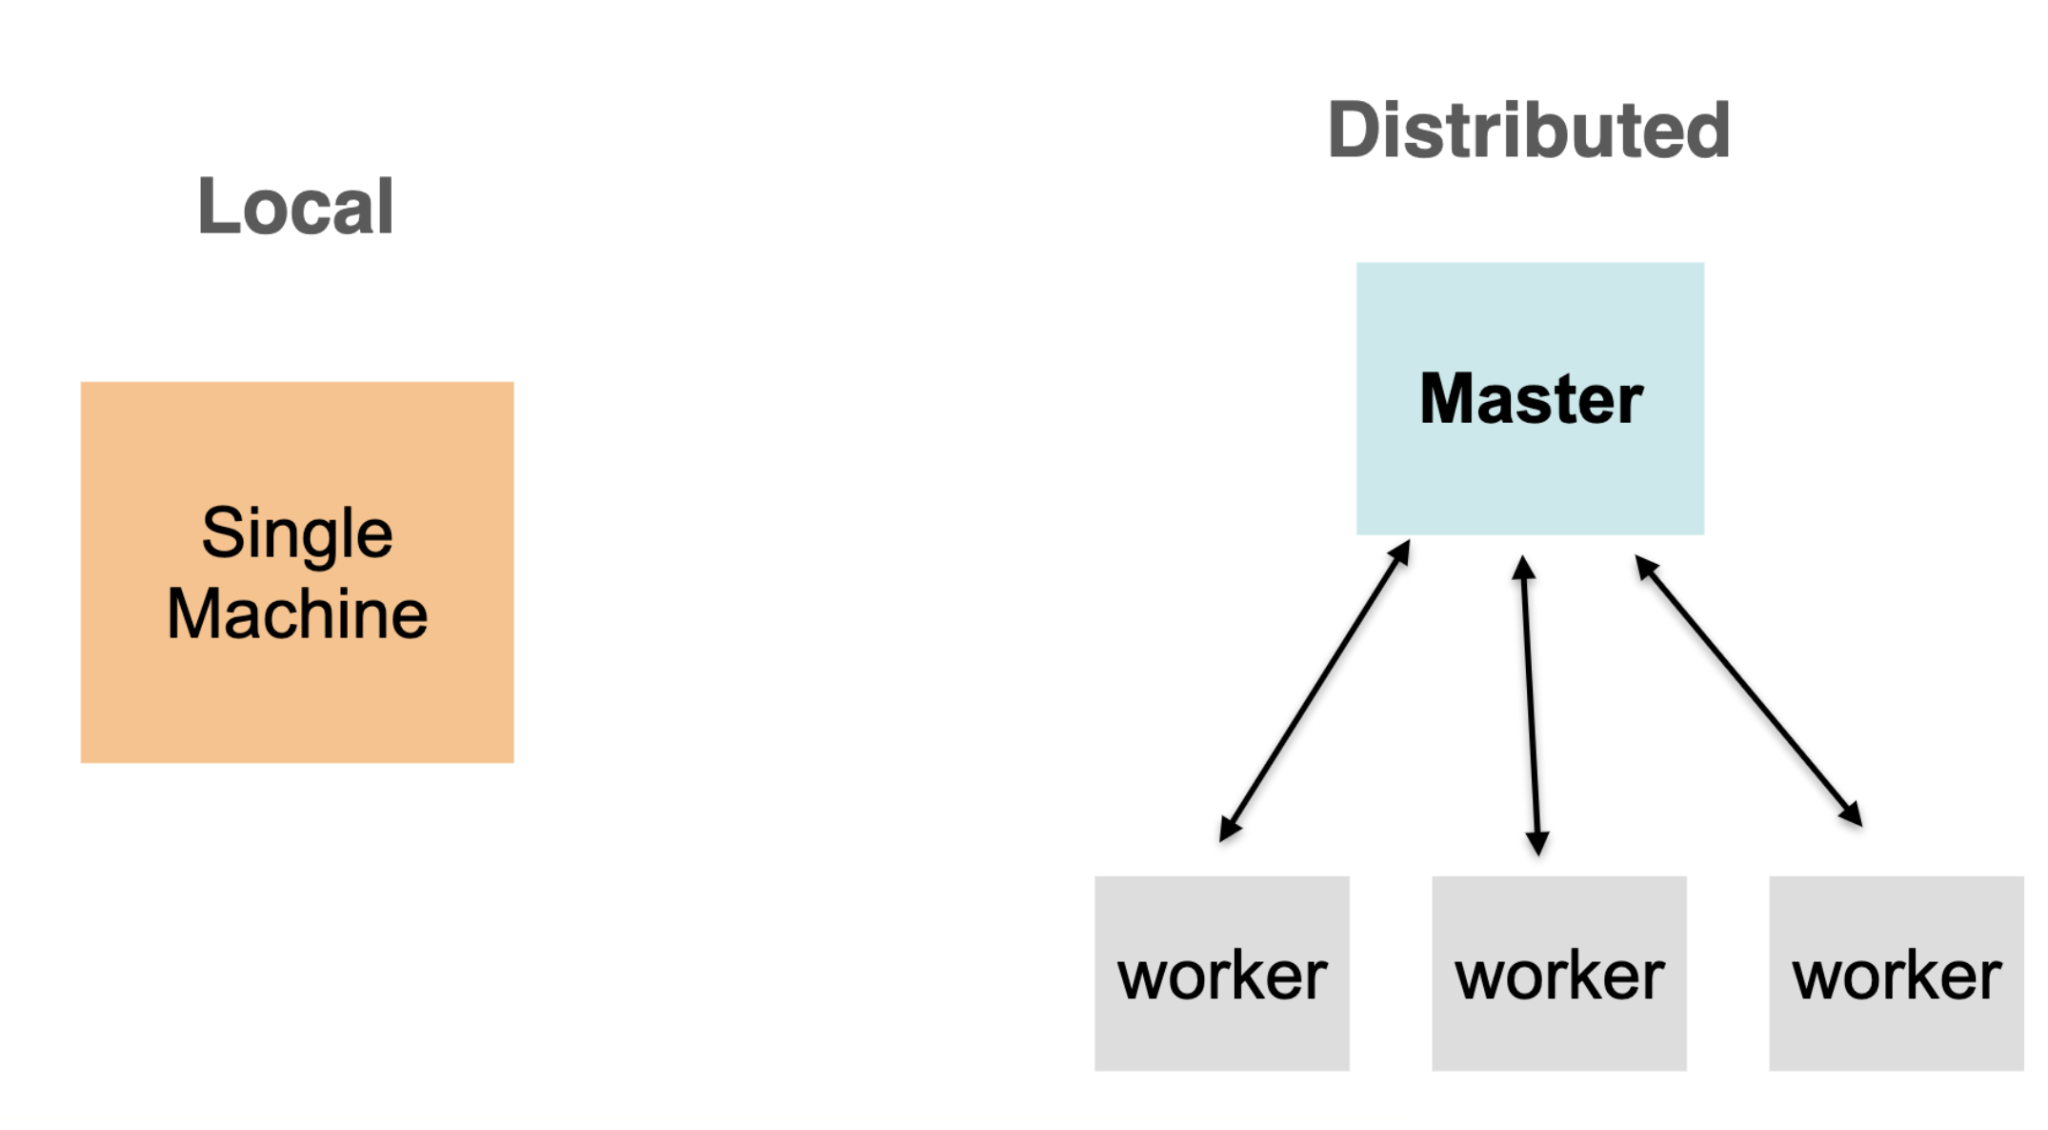 Local
Single
Machine
Distributed
Master
worker
worker
worker